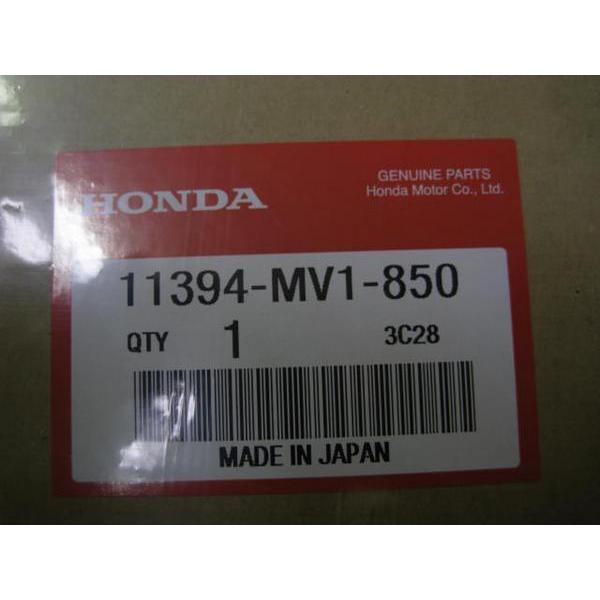 HONDA
GENUINE PARTS
Honda Motor Co., Ltd.
11394-MV1-850
QTY 1 3C28
MADE IN JAPAN